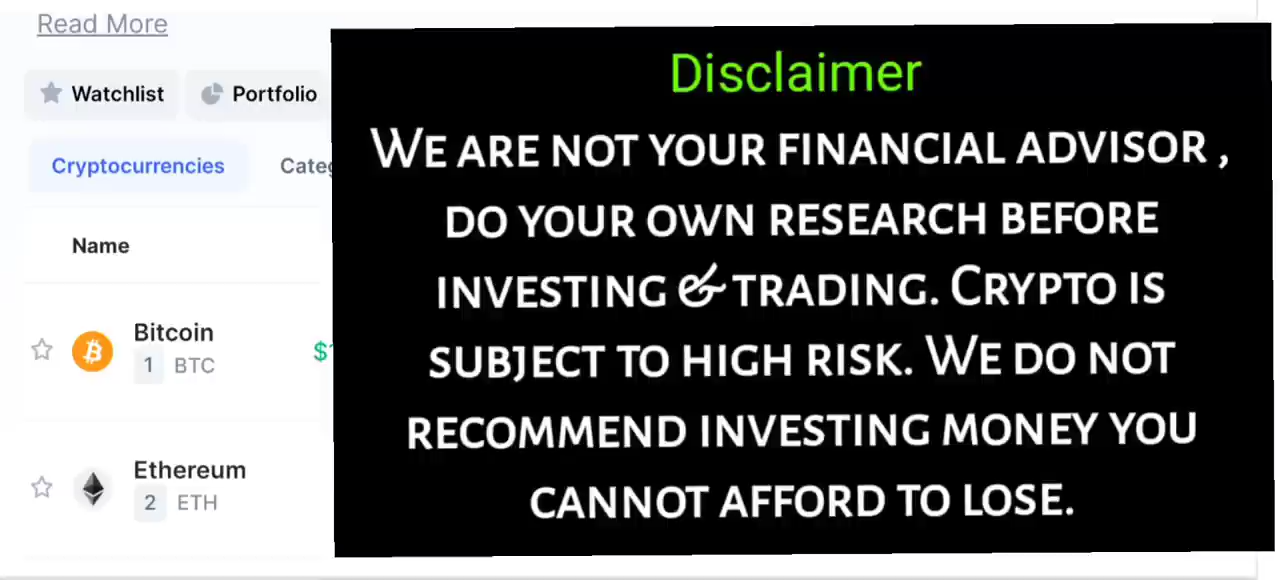 Read More
Watchlist
Portfolio
Cryptocurrencies
Name
Bitcoin
1 BTC
Ethereum
2 ETH
Disclaimer
We are not your financial advisor ,
do your own research before
investing & trading. Crypto is
subject to high risk. We do not
recommend investing money you
cannot afford to lose.